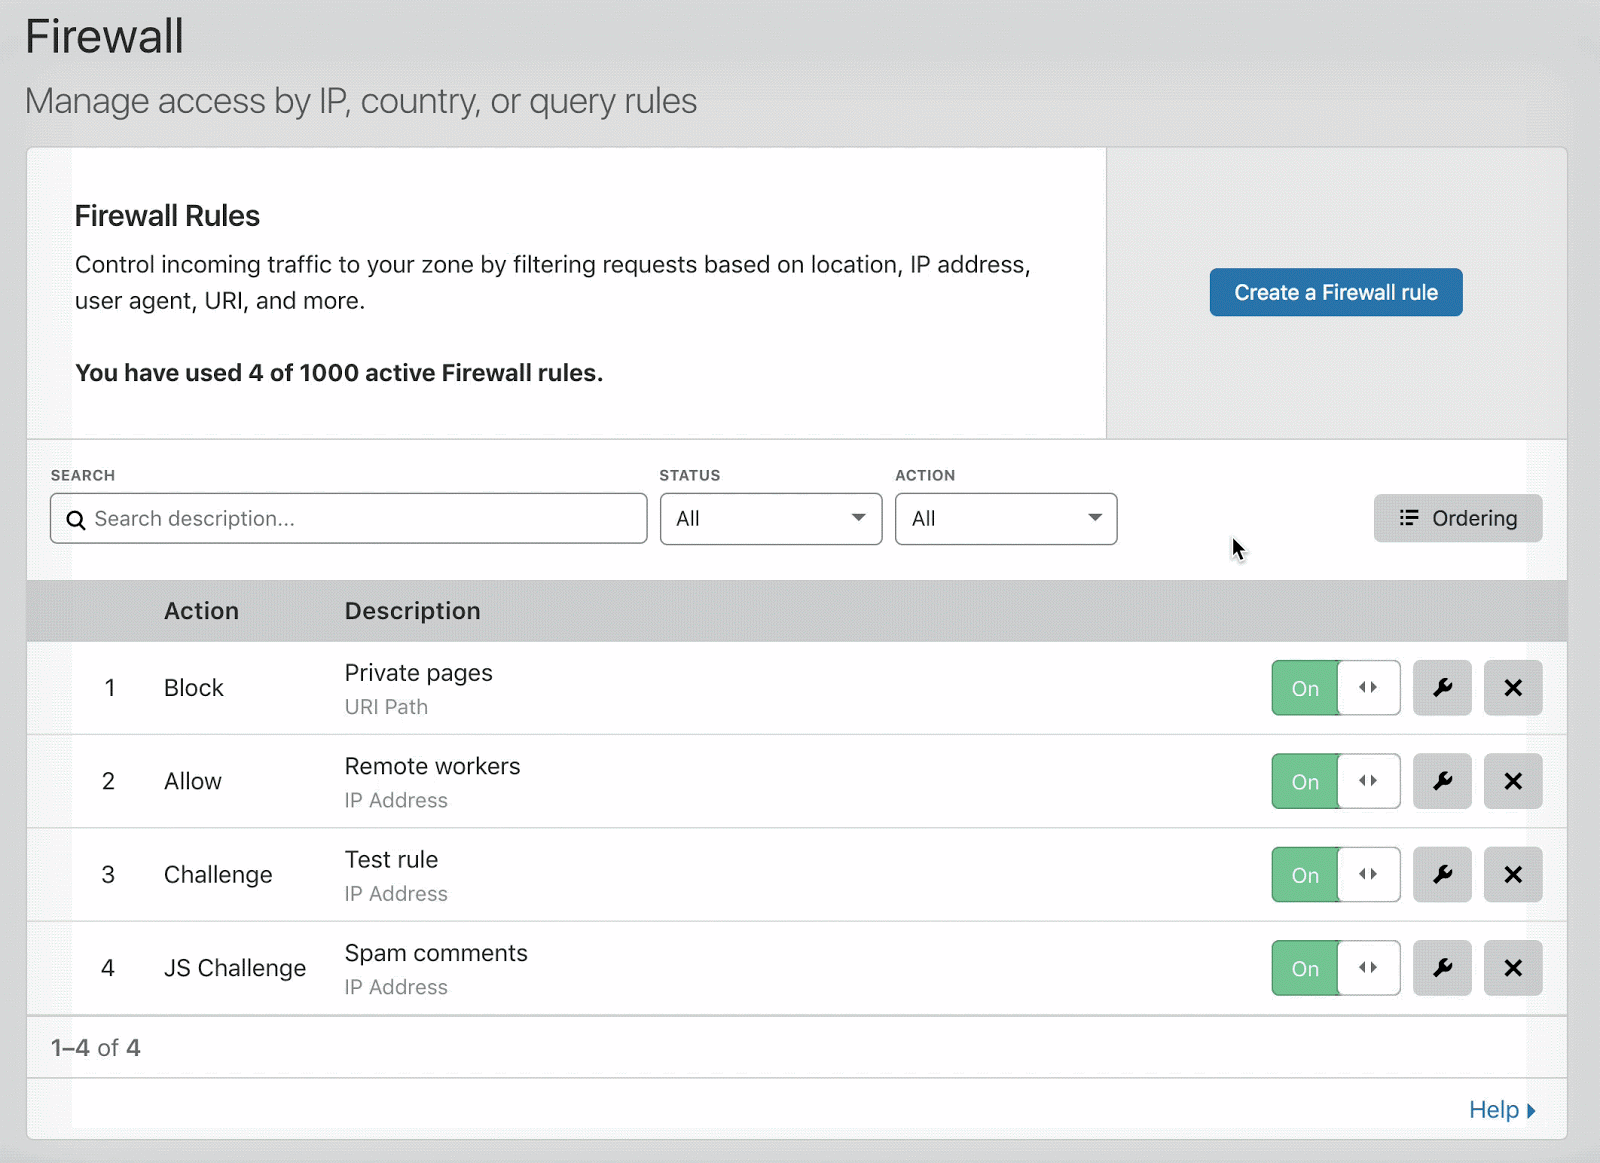 Firewall
Manage access by IP, country, or query rules
Firewall Rules
Control incoming traffic to your zone by filtering requests based on location, IP address,
user agent, URI, and more.
You have used 4 of 1000 active Firewall rules.
Create a Firewall rule
SEARCH
STATUS
ACTION
Search description...
All
All
Ordering
Action Description
1 Block Private pages
URI Path
On
2 Allow Remote workers
IP Address
On
3 Challenge Test rule
IP Address
On
4 JS Challenge Spam comments
IP Address
On
1–4 of 4
Help